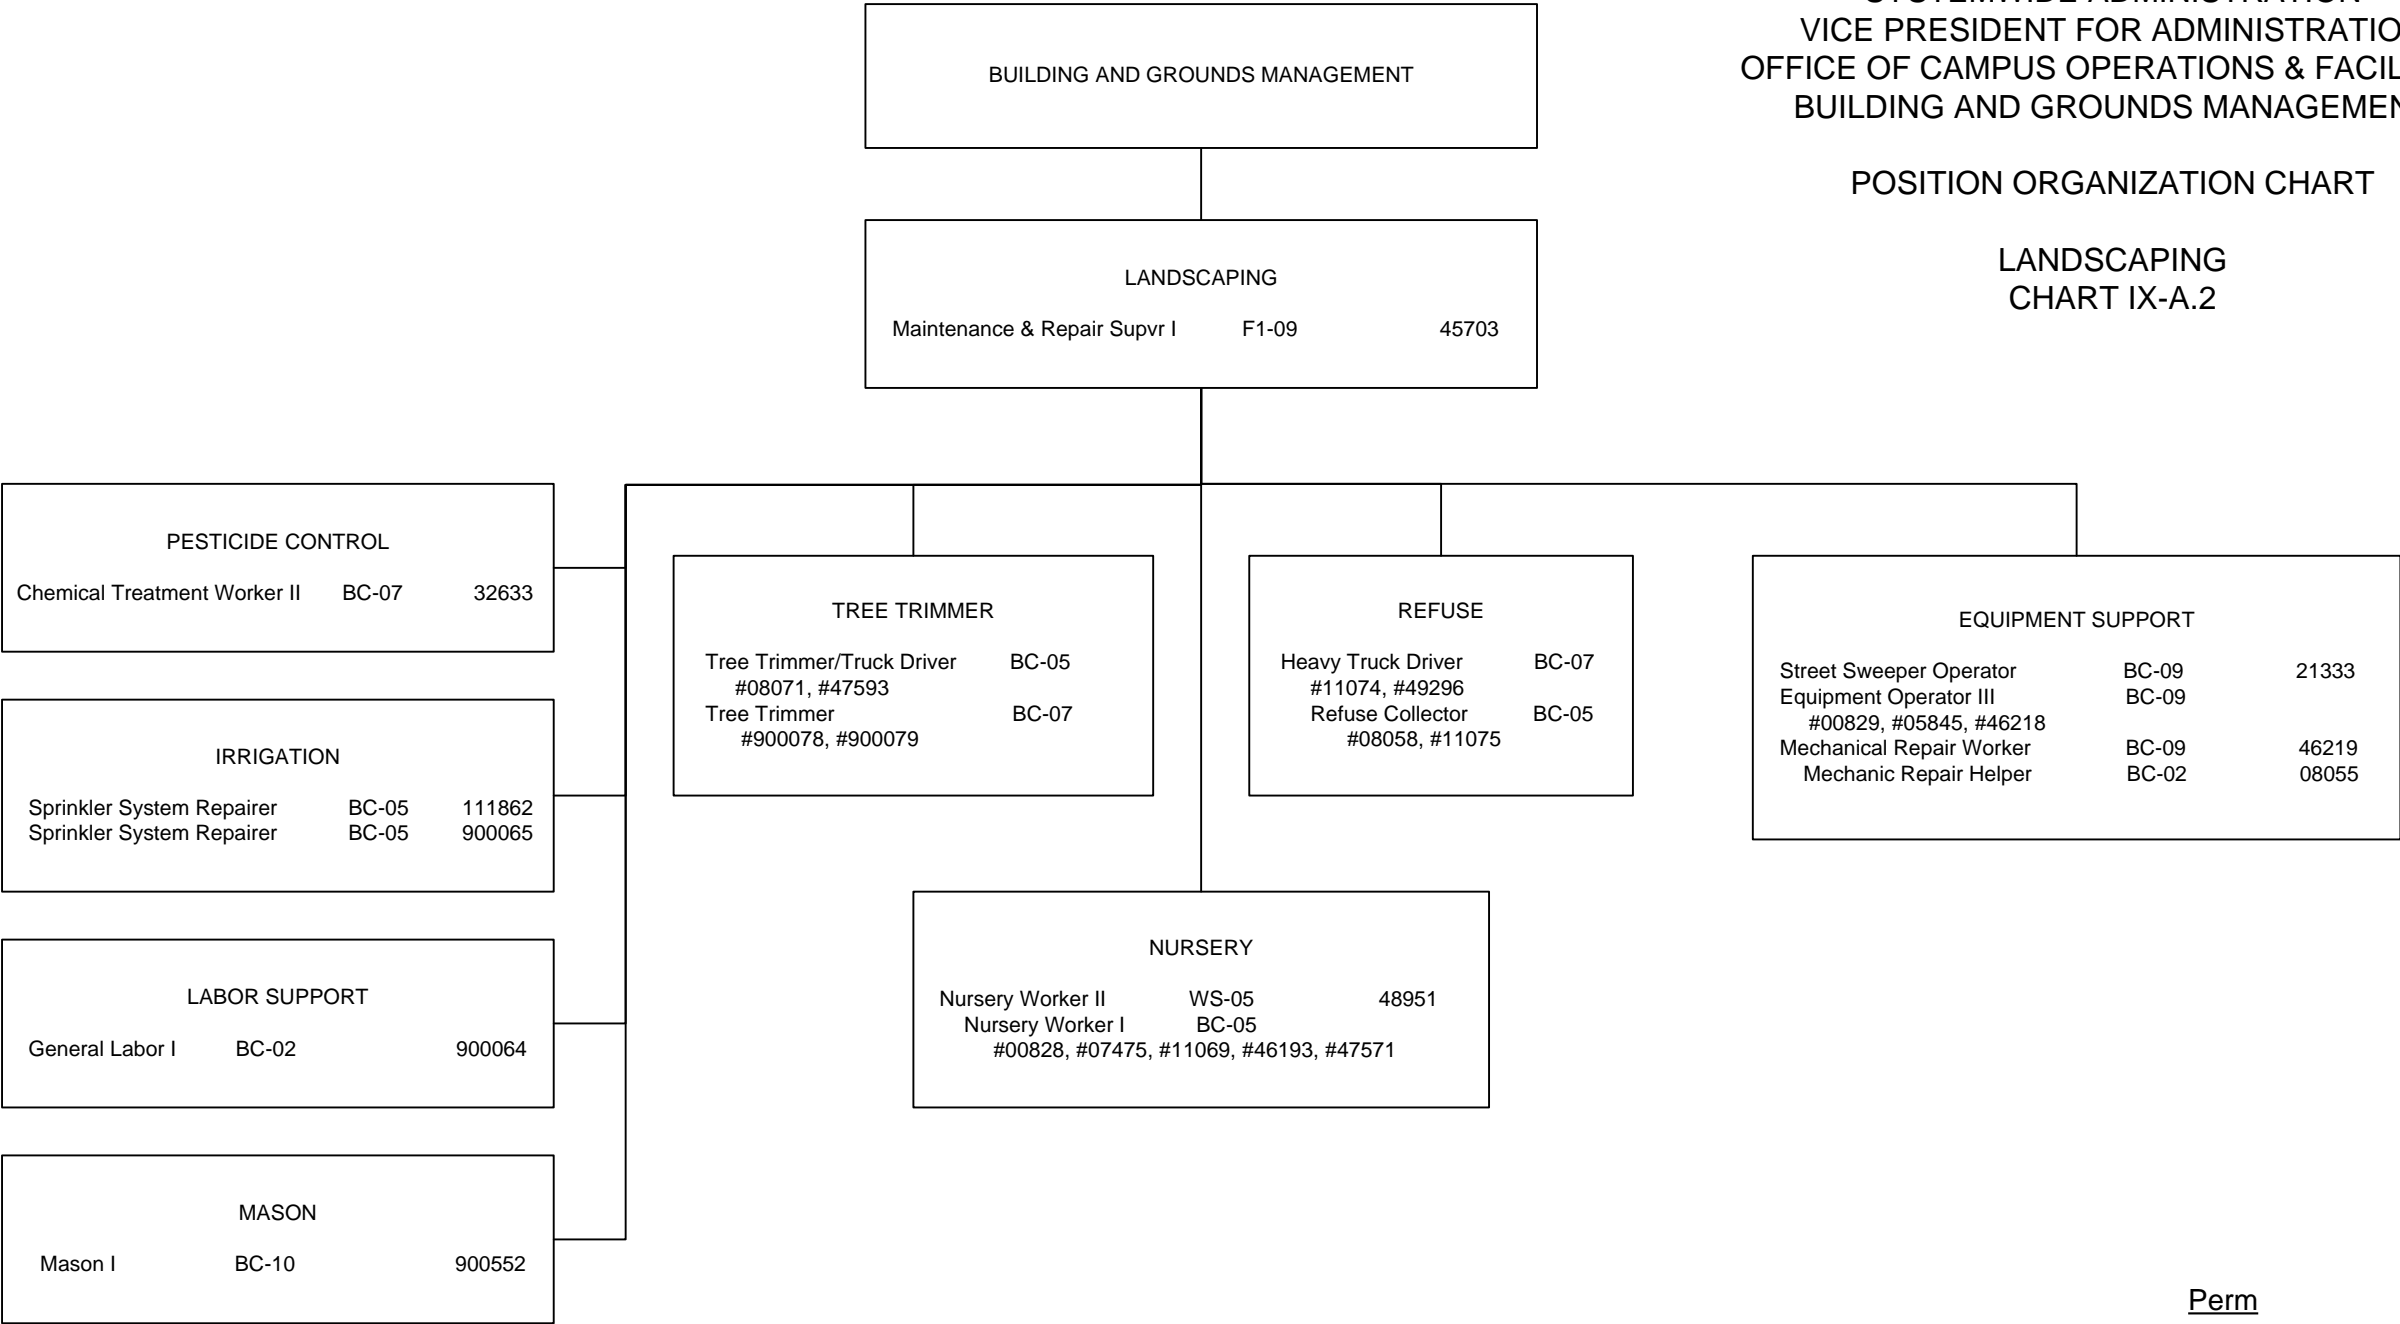 SYSTEMWIDE ADMINISTRATION
VICE PRESIDENT FOR ADMINISTRATIO
OFFICE OF CAMPUS OPERATIONS & FACIL
BUILDING AND GROUNDS MANAGEMEN
POSITION ORGANIZATION CHART
LANDSCAPING
CHART IX-A.2
BUILDING AND GROUNDS MANAGEMENT
LANDSCAPING
Maintenance & Repair Supvr I F1-09 45703
PESTICIDE CONTROL
Chemical Treatment Worker II BC-07 32633
IRRIGATION
Sprinkler System Repairer BC-05 111862
Sprinkler System Repairer BC-05 900065
LABOR SUPPORT
General Labor I BC-02 900064
MASON
Mason I BC-10 900552
TREE TRIMMER
Tree Trimmer/Truck Driver BC-05
#08071, #47593
Tree Trimmer BC-07
#900078, #900079
REFUSE
Heavy Truck Driver BC-07
#11074, #49296
Refuse Collector BC-05
#08058, #11075
EQUIPMENT SUPPORT
Street Sweeper Operator BC-09 21333
Equipment Operator III BC-09
#00829, #05845, #46218
Mechanical Repair Worker BC-09 46219
Mechanic Repair Helper BC-02 08055
NURSERY
Nursery Worker II WS-05 48951
Nursery Worker I BC-05
#00828, #07475, #11069, #46193, #47571
Perm